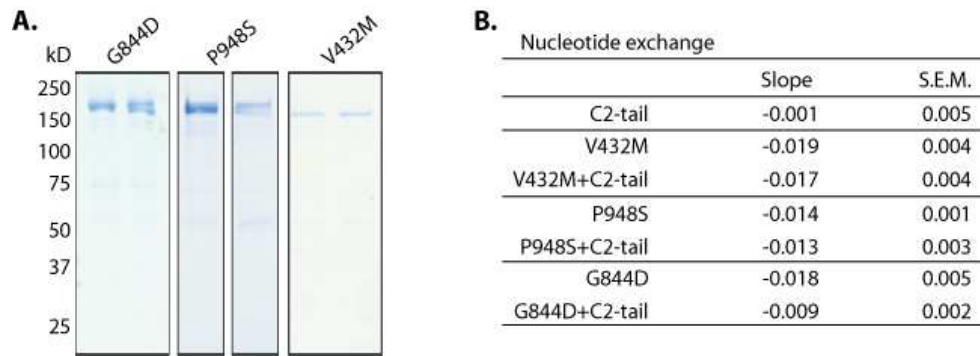 A.
kD
G844D
P948S
V432M
250
150
100
75
50
37
25
B.
Nucleotide exchange
Slope S.E.M.
C2-tail -0.001 0.005
V432M -0.019 0.004
V432M+C2-tail -0.017 0.004
P948S -0.014 0.001
P948S+C2-tail -0.013 0.003
G844D -0.018 0.005
G844D+C2-tail -0.009 0.002